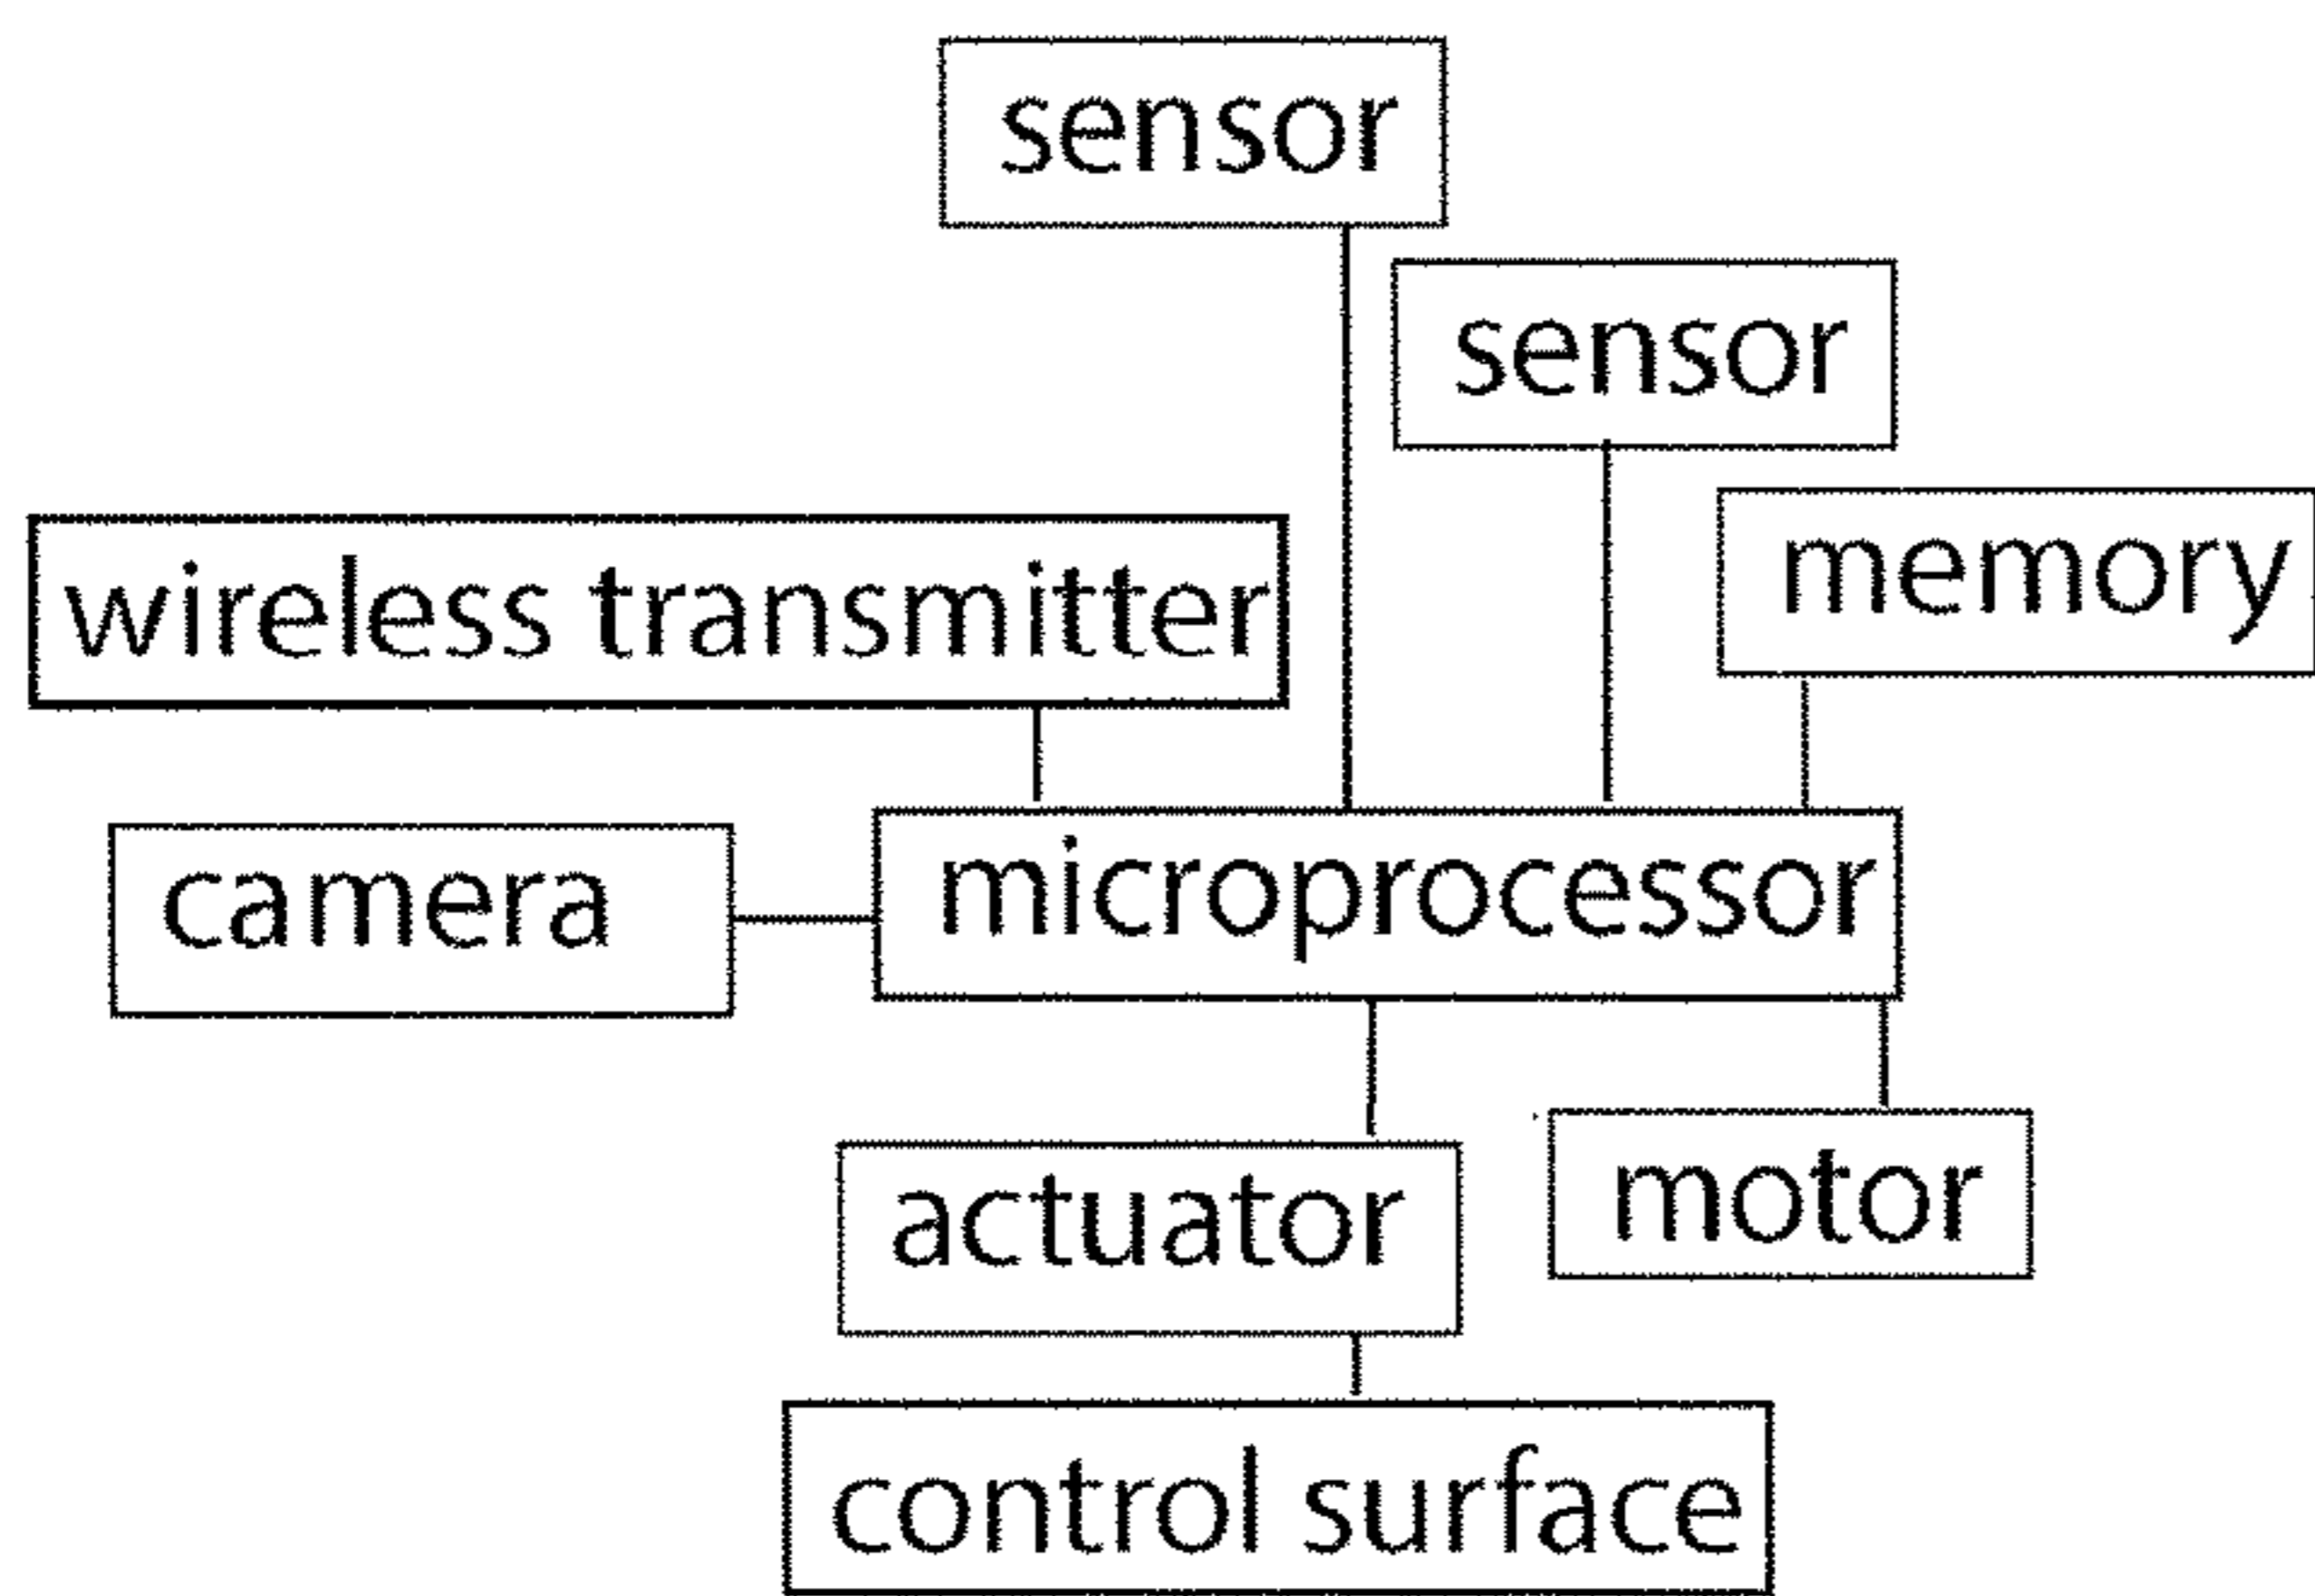 sensor
sensor
memory
wireless transmitter
camera
microprocessor
actuator
motor
control surface